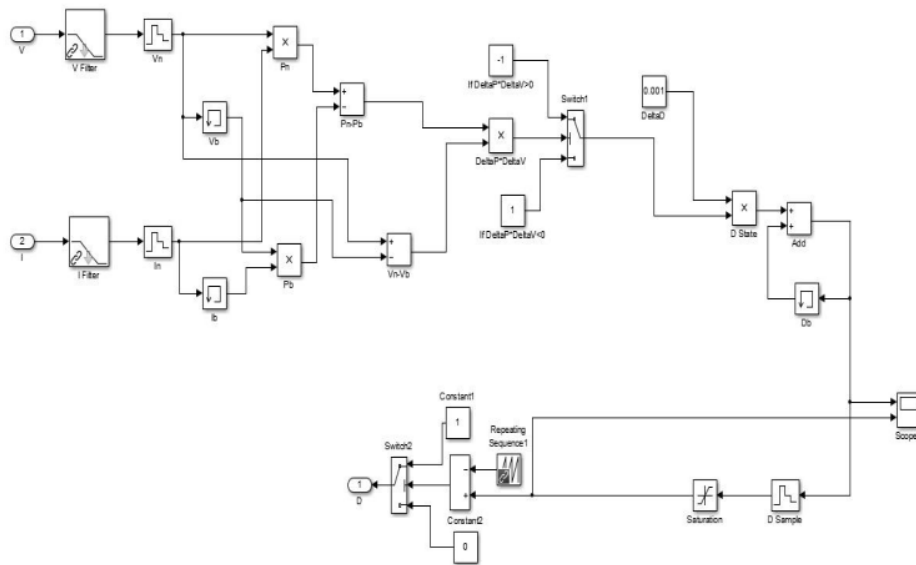 1
V
V Filter
Vn
X
Pn
-1
If DeltaP*DeltaV>0
0.001
DeltaD
Switch1
Vb
+
−
Pn-Pb
X
DeltaP*DeltaV
1
If DeltaP*DeltaV<0
2
I
I Filter
In
Ib
X
Pb
+
−
Vn-Vb
X
D State
+
+
Add
Db
Scope
Constant1
1
Repeating
Sequence1
Switch2
1
D
−
+
Constant2
0
Saturation
D Sample